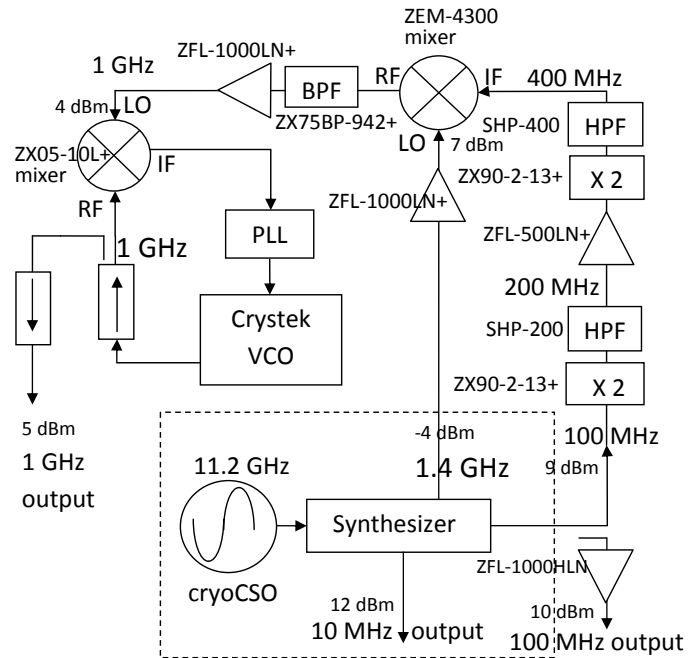 ZEM-4300
mixer
ZFL-1000LN+
1 GHz
RF
IF
400 MHz
BPF
ZX75BP-942+
4 dBm
LO
LO
7 dBm
SHP-400
HPF
ZX05-10L+
mixer
IF
ZX90-2-13+
X 2
RF
ZFL-1000LN+
ZFL-500LN+
PLL
1 GHz
200 MHz
Crystek
VCO
SHP-200
HPF
ZX90-2-13+
X 2
5 dBm
1 GHz
output
-4 dBm
100 MHz
11.2 GHz
1.4 GHz
9 dBm
Synthesizer
cryoCSO
ZFL-1000HLN
12 dBm
10 MHz output
10 dBm
100 MHz output